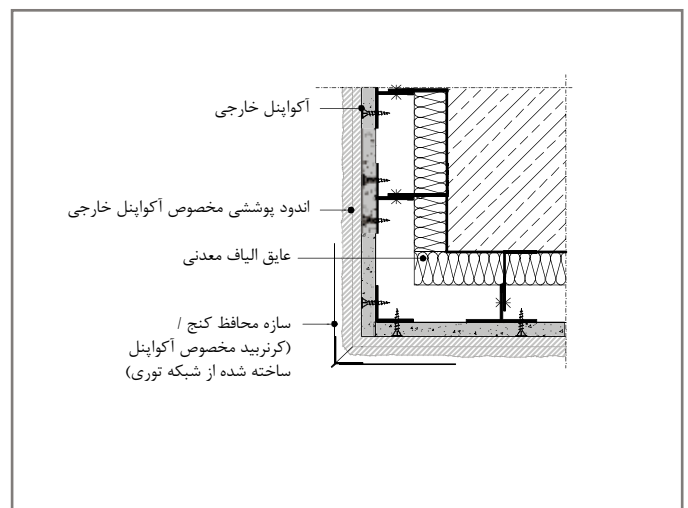 آکواپنل خارجی
اندود پوششی مخصوص آکواپنل خارجی
عایق الیاف معدنی
سازه محافظ کنج /
(کرنربید مخصوص آکواپنل
ساخته شده از شبکه توری)